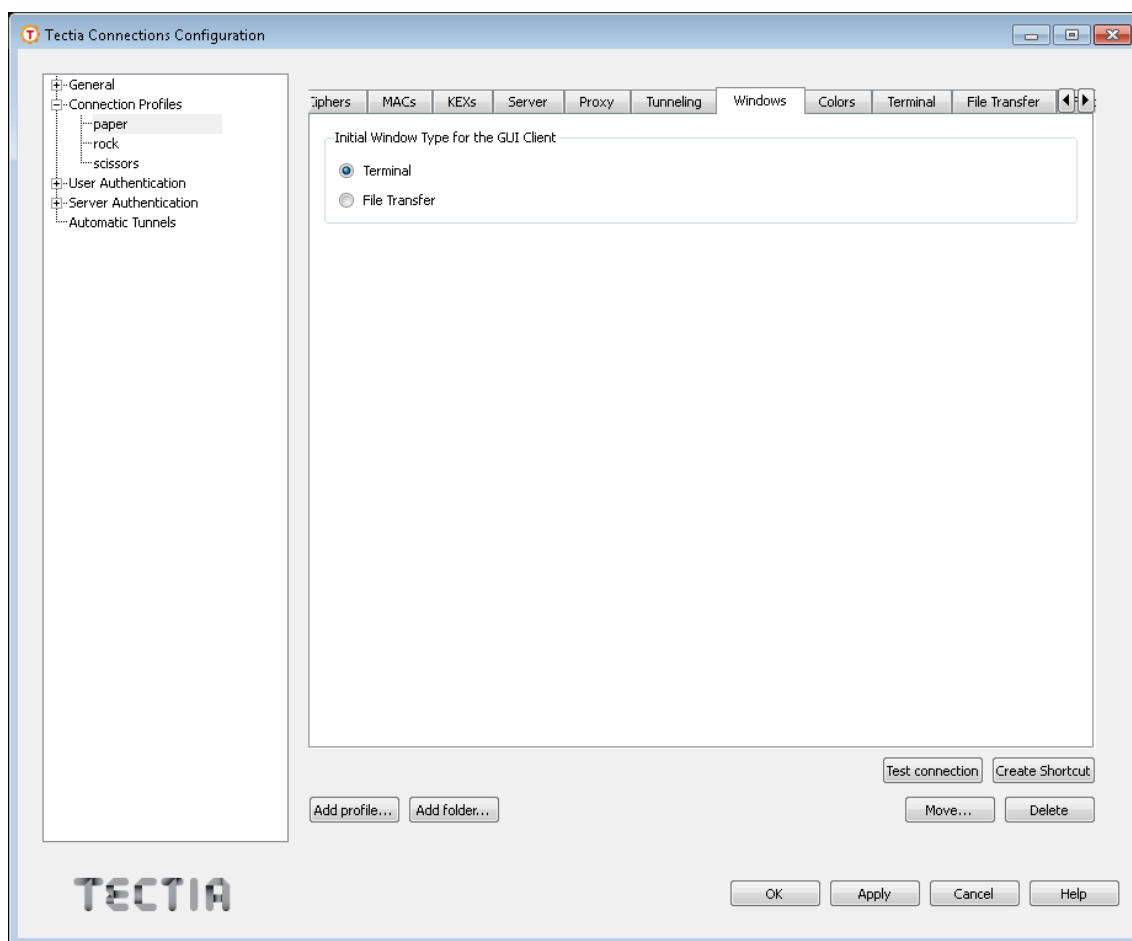 Tectia Connections Configuration
General
Connection Profiles
paper
rock
scissors
User Authentication
Server Authentication
Automatic Tunnels
Ciphers MACs KEXs Server Proxy Tunneling Windows Colors Terminal File Transfer
Initial Window Type for the GUI Client
Terminal
File Transfer
Test connection Create Shortcut
Add profile... Add folder... Move... Delete
TECTIA
OK Apply Cancel Help